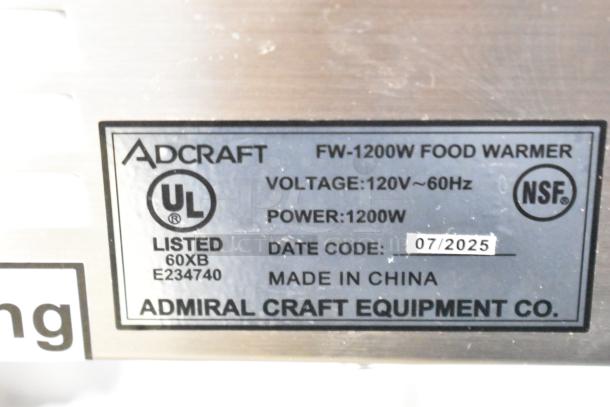 ADCRAFT FW-1200W FOOD WARMER
VOLTAGE:120V~60Hz
UL®
NSF®
POWER:1200W
LISTED
60XB
E234740
DATE CODE: 07/2025
MADE IN CHINA
ADMIRAL CRAFT EQUIPMENT CO.
ng